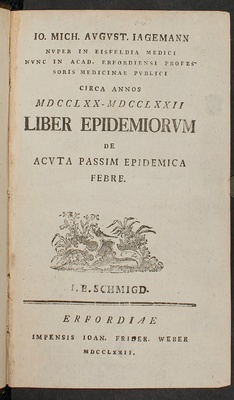 IO. MICH. AVGVST. IAGEMANN
NVPER IN EISFELDIA MEDICI
NVNC IN ACAD. ERFORDIENSI PROFES-
SORIS MEDICINAE PVBLICI
CIRCA ANNOS
MDCCLXX-MDCCLXXII
LIBER EPIDEMIORVM
DE
ACVTA PASSIM EPIDEMICA
FEBRE.
I. B. SCHMIGD.
ERFORDIAE
IMPENSIS IOAN. FRIDER. WEBER
MDCCLXXII.